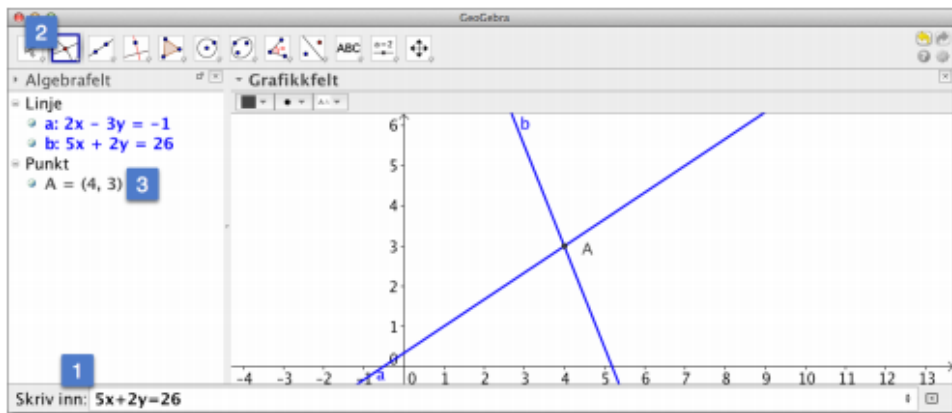 GeoGebra
2
ABC
a=2
Algebrafelt
Grafikkfelt
Linje
a: 2x – 3y = –1
b: 5x + 2y = 26
Punkt
A = (4, 3)
3
b
A
a
6
5
4
3
2
1
0
-4 -3 -2 -1 0 1 2 3 4 5 6 7 8 9 10 11 12 13
1
Skriv inn: 5x+2y=26